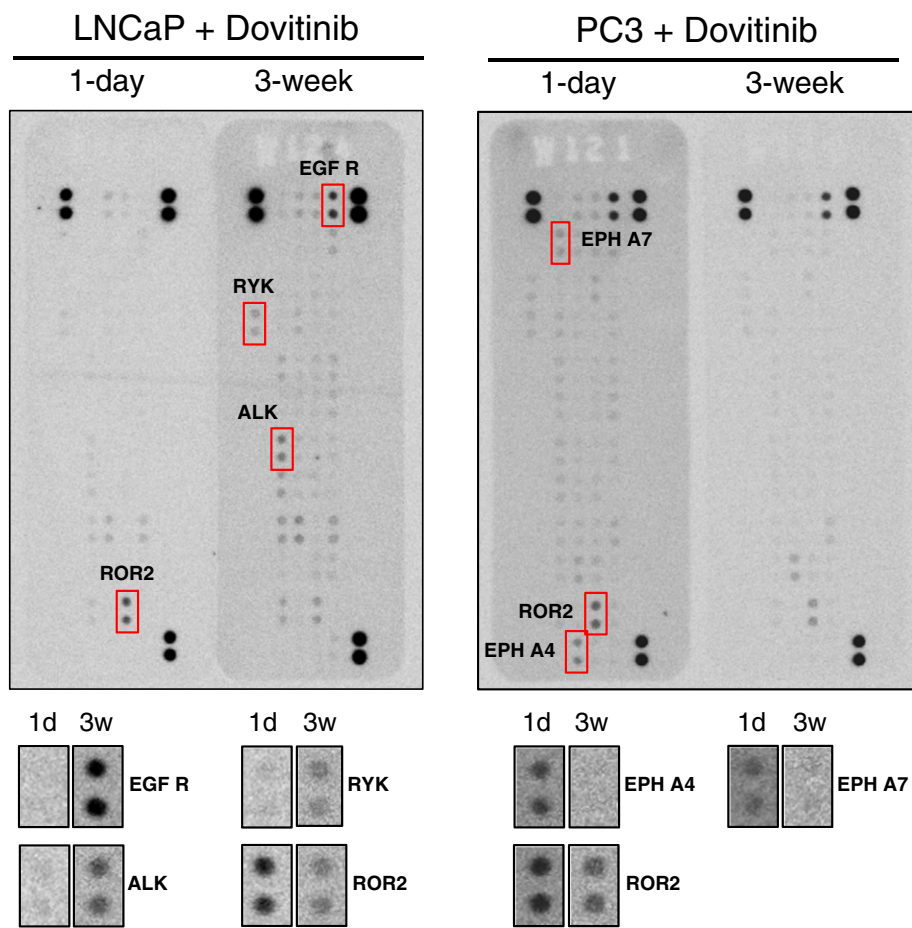 LNCaP + Dovitinib
PC3 + Dovitinib
1-day
3-week
1-day
3-week
W121
EGF R
EPH A7
RYK
ALK
ROR2
ROR2
EPH A4
1d
3w
1d
3w
1d
3w
1d
3w
EGF R
RYK
EPH A4
EPH A7
ALK
ROR2
ROR2